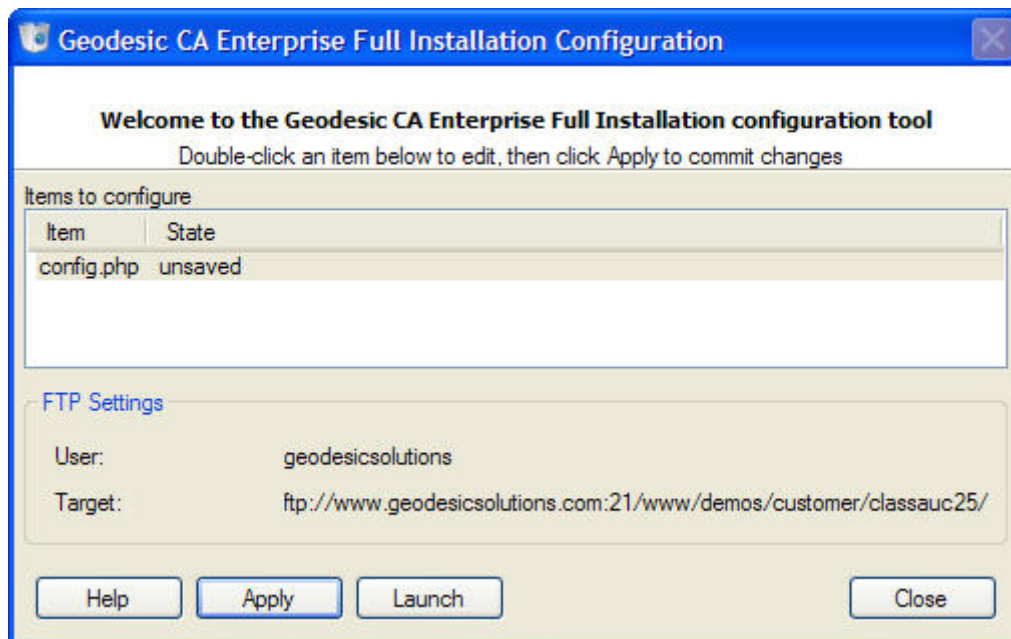 Geodesic CA Enterprise Full Installation Configuration
Welcome to the Geodesic CA Enterprise Full Installation configuration tool
Double-click an item below to edit, then click Apply to commit changes
Items to configure
Item State
config.php unsaved
FTP Settings
User: geodesicsolutions
Target: ftp://www.geodesicsolutions.com:21/www/demos/customer/classauc25/
Help Apply Launch Close